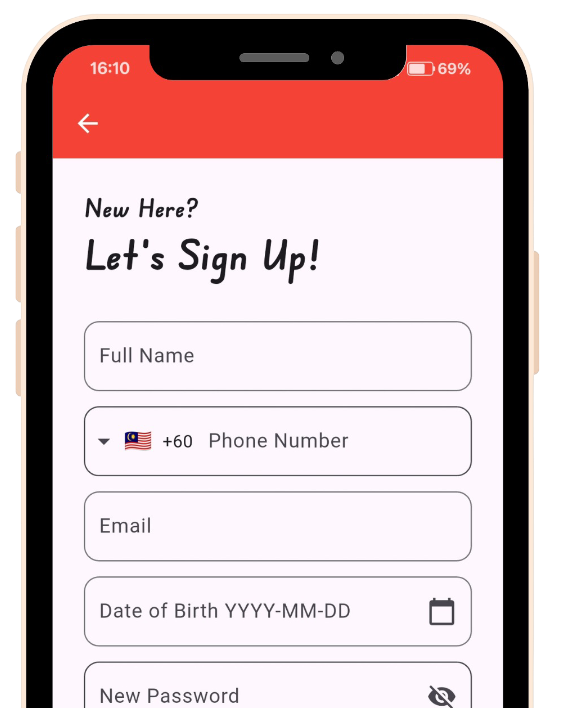 16:10 69%
New Here?
Let's Sign Up!
Full Name
+60 Phone Number
Email
Date of Birth YYYY-MM-DD
New Password